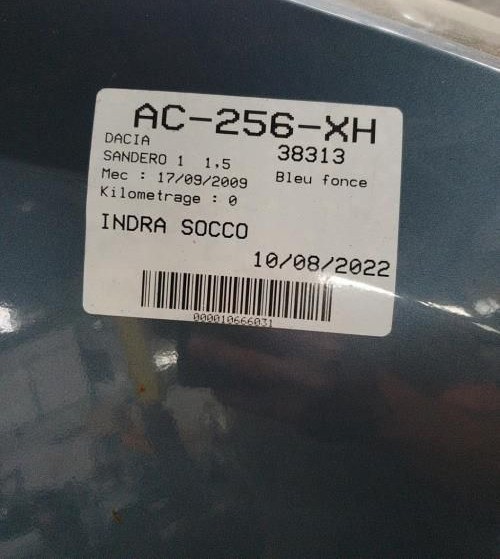 AC-256-XH
DACIA 38313
SANDERO 1 1,5
Mec : 17/09/2009 Bleu fonce
Kilometrage : 0
INDRA SOCCO
10/08/2022
000010666031